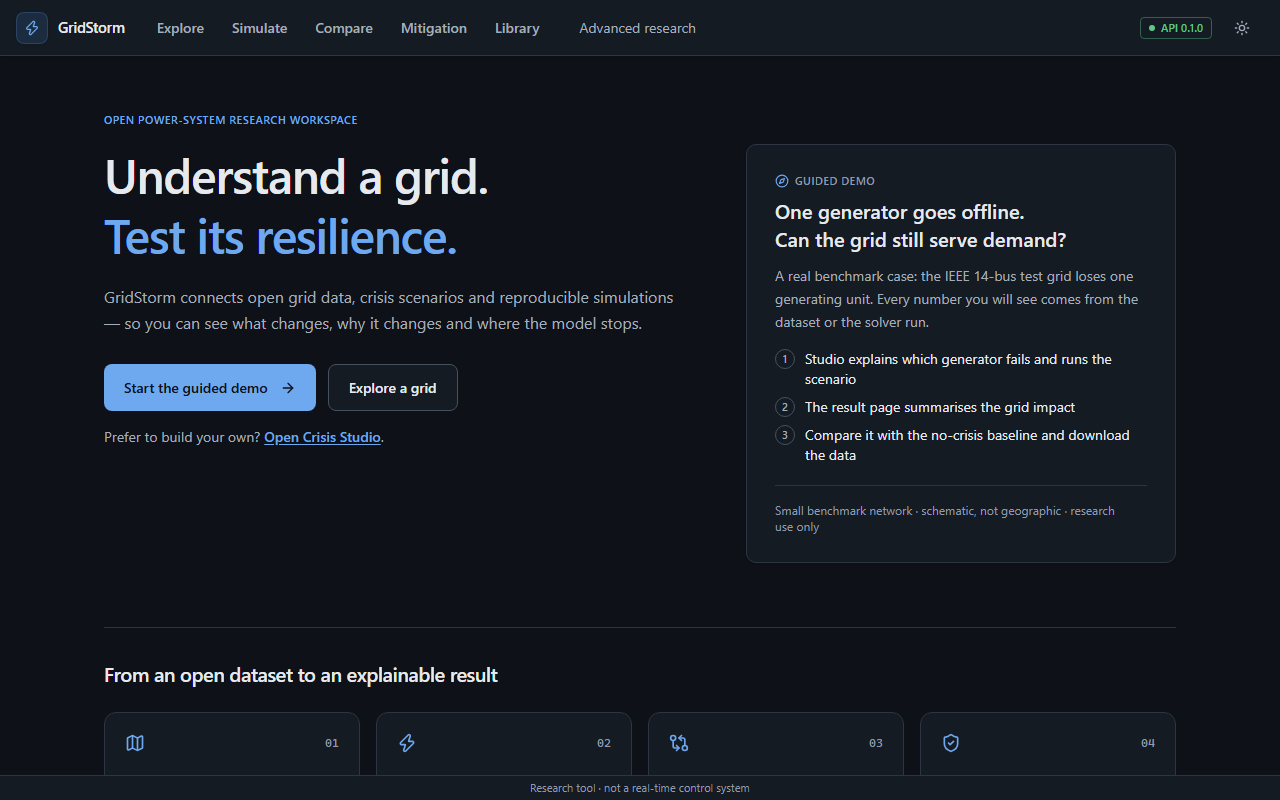 GridStorm Explore Simulate Compare Mitigation Library Advanced research API 0.1.0
OPEN POWER-SYSTEM RESEARCH WORKSPACE
Understand a grid.
Test its resilience.
GridStorm connects open grid data, crisis scenarios and reproducible simulations
— so you can see what changes, why it changes and where the model stops.
Start the guided demo →
Explore a grid
Prefer to build your own? Open Crisis Studio.
GUIDED DEMO
One generator goes offline.
Can the grid still serve demand?
A real benchmark case: the IEEE 14-bus test grid loses one
generating unit. Every number you will see comes from the
dataset or the solver run.
1 Studio explains which generator fails and runs the
scenario
2 The result page summarises the grid impact
3 Compare it with the no-crisis baseline and download
the data
Small benchmark network · schematic, not geographic · research
use only
From an open dataset to an explainable result
01 02 03 04
Research tool · not a real-time control system